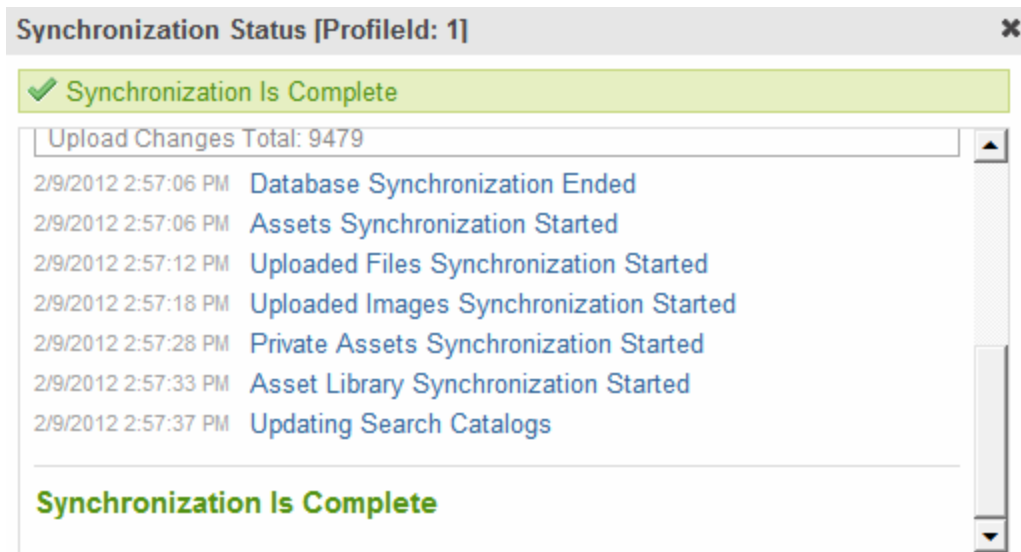 Synchronization Status [ProfileId: 1]
Synchronization Is Complete
Upload Changes Total: 9479
2/9/2012 2:57:06 PM Database Synchronization Ended
2/9/2012 2:57:06 PM Assets Synchronization Started
2/9/2012 2:57:12 PM Uploaded Files Synchronization Started
2/9/2012 2:57:18 PM Uploaded Images Synchronization Started
2/9/2012 2:57:28 PM Private Assets Synchronization Started
2/9/2012 2:57:33 PM Asset Library Synchronization Started
2/9/2012 2:57:37 PM Updating Search Catalogs
Synchronization Is Complete